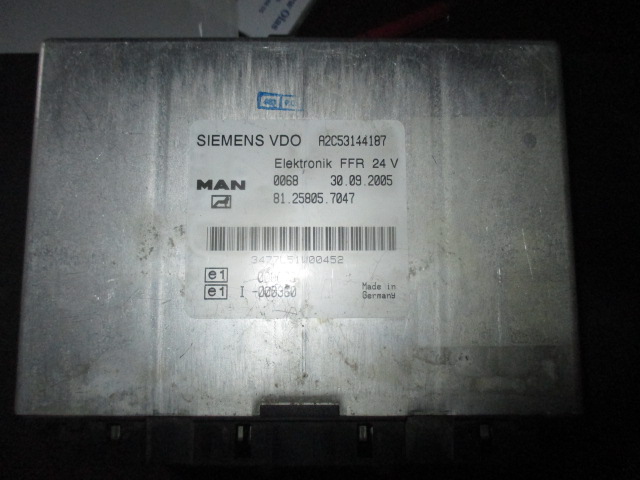 SIEMENS VDO A2C53144187
Elektronik FFR 24 V
MAN 0068 30.09.2005
81.25805.7047
e1
e1 I -000330
Made in
Germany